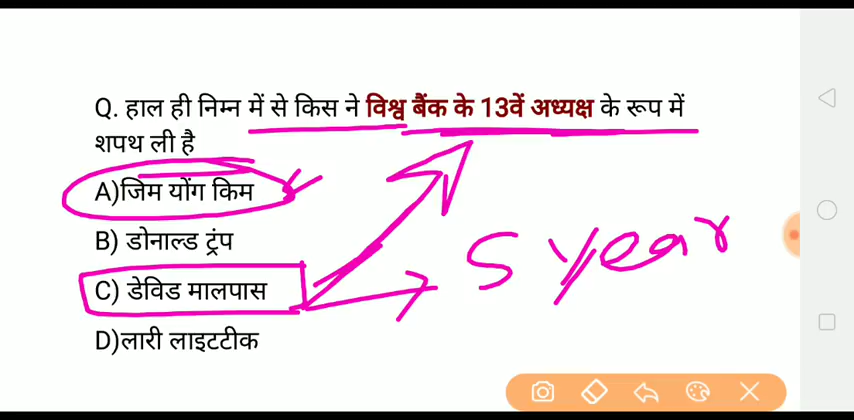 Q. हाल ही निम्न में से किस ने विश्व बैंक के 13वें अध्यक्ष के रूप में
शपथ ली है
A)जिम योंग किम
B) डोनाल्ड ट्रंप
C) डेविड मालपास
5 year
D)लारी लाइटटीक